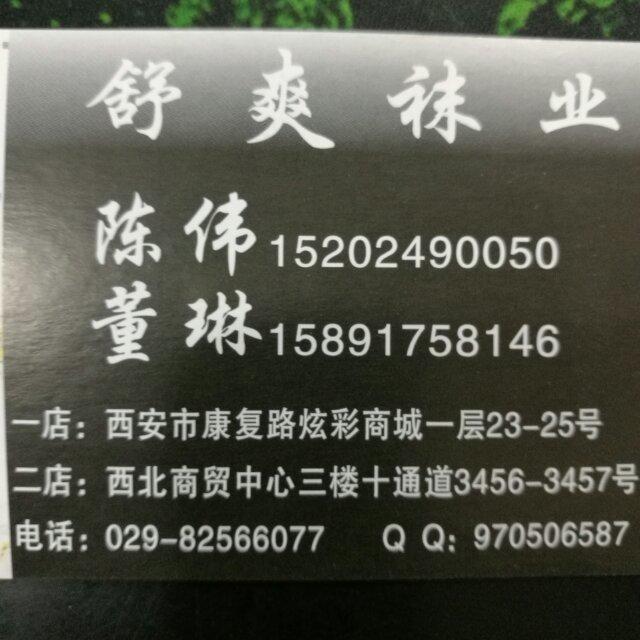 舒爽袜业
陈伟 15202490050
董琳 15891758146
一店：西安市康复路炫彩商城一层23-25号
二店：西北商贸中心三楼十通道3456-3457号
电话：029-82566077 QQ：970506587